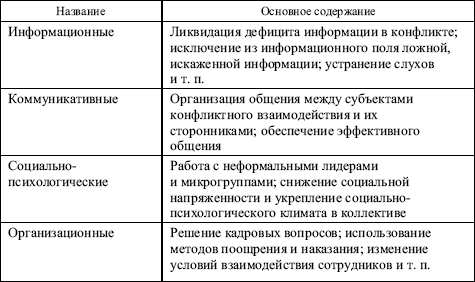 Название
Основное содержание
Информационные
Ликвидация дефицита информации в конфликте;
исключение из информационного поля ложной,
искаженной информации; устранение слухов
и т. п.
Коммуникативные
Организация общения между субъектами
конфликтного взаимодействия и их
сторонниками; обеспечение эффективного
общения
Социально-
психологические
Работа с неформальными лидерами
и микрогруппами; снижение социальной
напряженности и укрепление социально-
психологического климата в коллективе
Организационные
Решение кадровых вопросов; использование
методов поощрения и наказания; изменение
условий взаимодействия сотрудников и т. п.